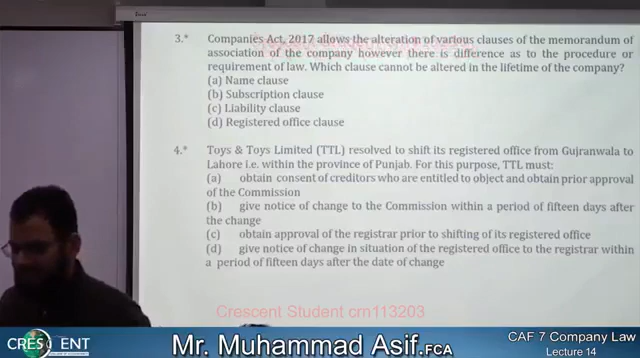 3.* Companies Act, 2017 allows the alteration of various clauses of the memorandum of
association of the company however there is difference as to the procedure or
requirement of law. Which clause cannot be altered in the lifetime of the company?
(a) Name clause
(b) Subscription clause
(c) Liability clause
(d) Registered office clause
4.* Toys & Toys Limited (TTL) resolved to shift its registered office from Gujranwala to
Lahore i.e. within the province of Punjab. For this purpose, TTL must:
(a) obtain consent of creditors who are entitled to object and obtain prior approval
of the Commission
(b) give notice of change to the Commission within a period of fifteen days after
the change
(c) obtain approval of the registrar prior to shifting of its registered office
(d) give notice of change in situation of the registered office to the registrar within
a period of fifteen days after the date of change
Crescent Student crn113203
CRESCENT
Mr. Muhammad Asif.FCA
CAF 7 Company Law
Lecture 14